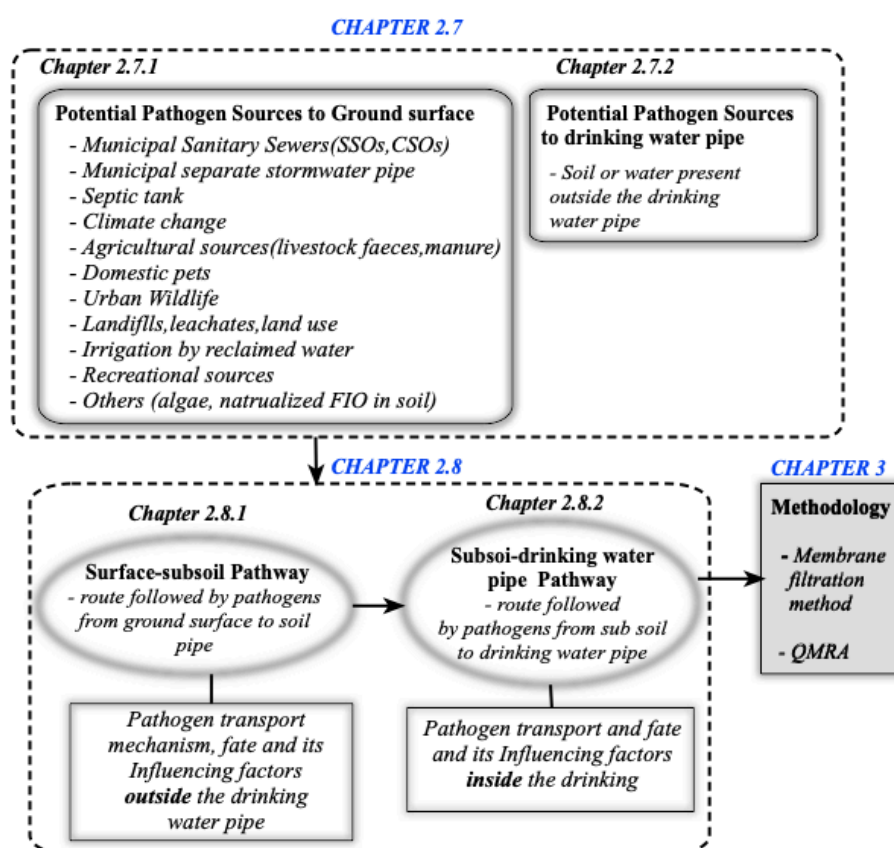 CHAPTER 2.7
Chapter 2.7.1
Potential Pathogen Sources to Ground surface
- Municipal Sanitary Sewers(SSOs,CSOs)
- Municipal separate stormwater pipe
- Septic tank
- Climate change
- Agricultural sources(livestock faeces,manure)
- Domestic pets
- Urban Wildlife
- Landiflls,leachates,land use
- Irrigation by reclaimed water
- Recreational sources
- Others (algae, natrualized FIO in soil)
Chapter 2.7.2
Potential Pathogen Sources
to drinking water pipe
- Soil or water present
outside the drinking
water pipe
CHAPTER 2.8
Chapter 2.8.1
Surface-subsoil Pathway
- route followed by pathogens
from ground surface to soil
pipe
Pathogen transport
mechanism, fate and its
Influencing factors
outside the drinking
water pipe
Chapter 2.8.2
Subsoi-drinking water
pipe Pathway
- route followed
by pathogens from sub soil
to drinking water pipe
Pathogen transport and fate
and its Influencing factors
inside the drinking
CHAPTER 3
Methodology
- Membrane
filtration
method
- QMRA